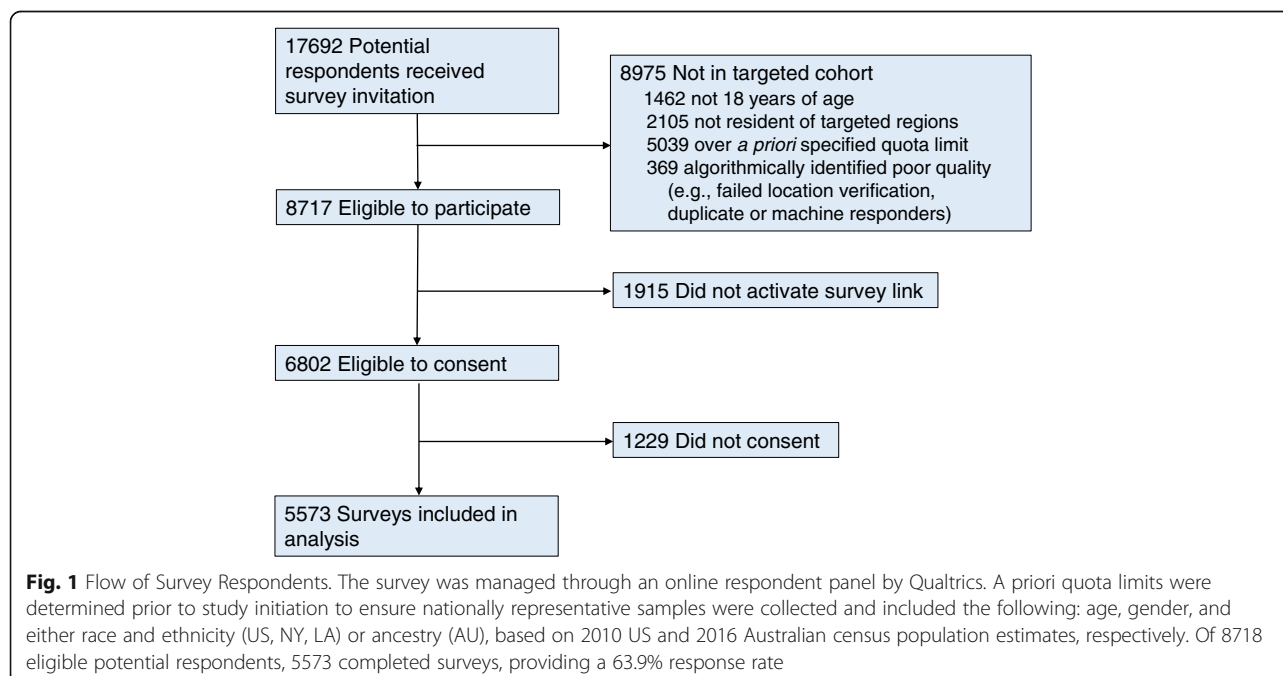 17692 Potential
respondents received
survey invitation
8975 Not in targeted cohort
1462 not 18 years of age
2105 not resident of targeted regions
5039 over a priori specified quota limit
369 algorithmically identified poor quality
(e.g., failed location verification,
duplicate or machine responders)
8717 Eligible to participate
1915 Did not activate survey link
6802 Eligible to consent
1229 Did not consent
5573 Surveys included in
analysis
Fig. 1 Flow of Survey Respondents. The survey was managed through an online respondent panel by Qualtrics. A priori quota limits were
determined prior to study initiation to ensure nationally representative samples were collected and included the following: age, gender, and
either race and ethnicity (US, NY, LA) or ancestry (AU), based on 2010 US and 2016 Australian census population estimates, respectively. Of 8718
eligible potential respondents, 5573 completed surveys, providing a 63.9% response rate